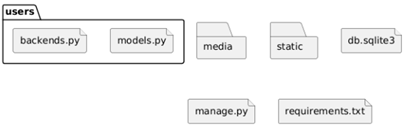 users
backends.py
models.py
media
static
db.sqlite3
manage.py
requirements.txt